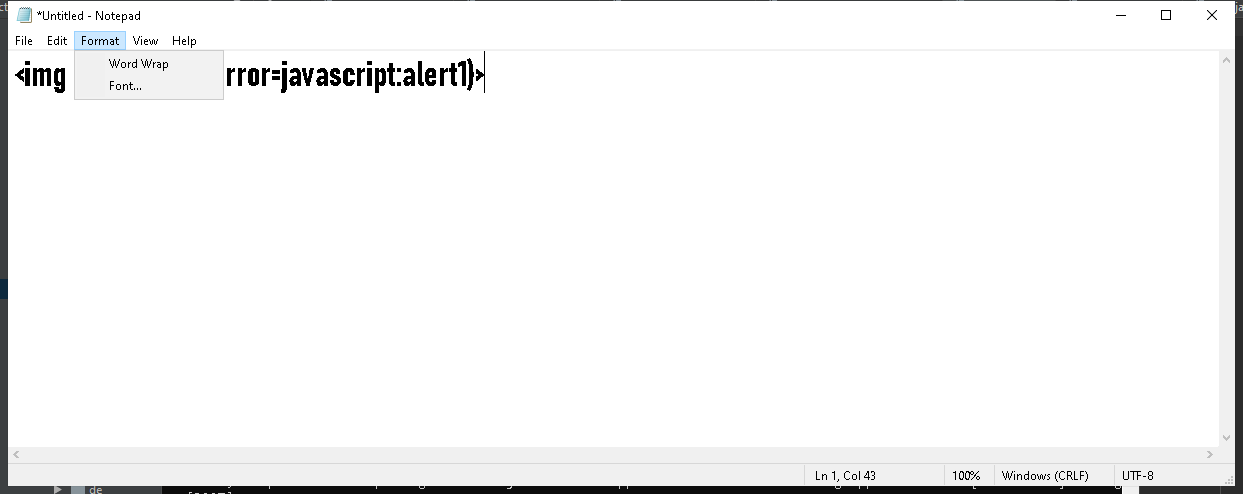 *Untitled - Notepad
File Edit Format View Help
Word Wrap
Font...
<img rror=javascript:alert1)>
Ln 1, Col 43 100% Windows (CRLF) UTF-8
de